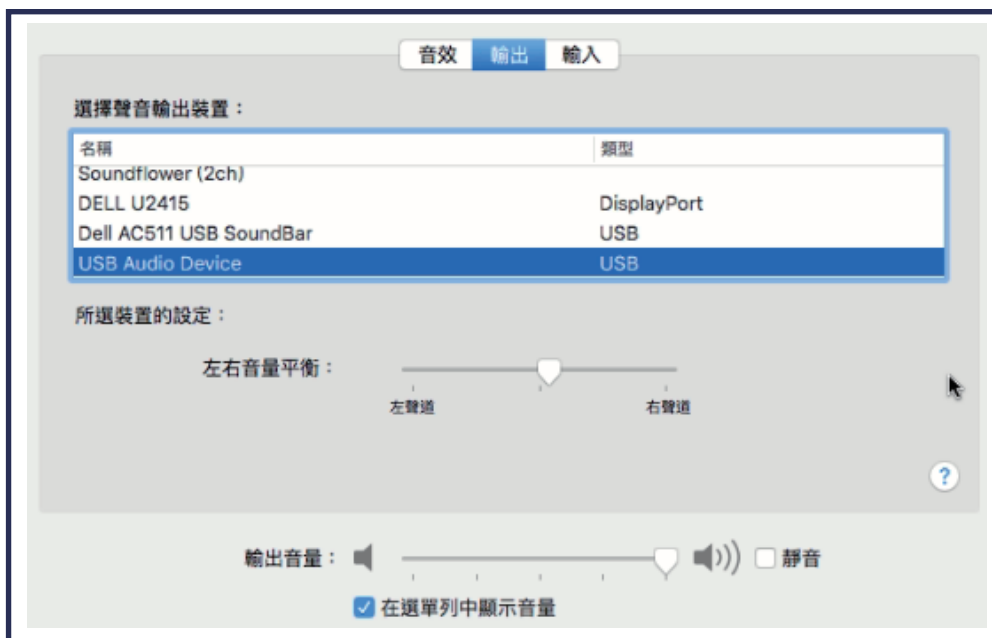 音效 輸出 輸入
選擇聲音輸出裝置：
名稱 類型
Soundflower (2ch)
DELL U2415 DisplayPort
Dell AC511 USB SoundBar USB
USB Audio Device USB
所選裝置的設定：
左右音量平衡：
左聲道 右聲道
?
輸出音量： 靜音
在選單列中顯示音量